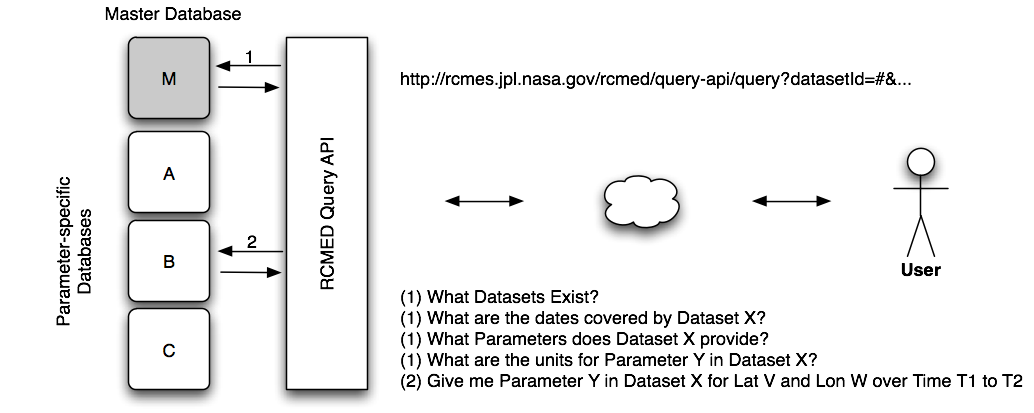 Master Database
M
1
http://rcmes.jpl.nasa.gov/rcmed/query-api/query?datasetId=#&...
A
Parameter-specific
Databases
RCMED Query API
2
B
User
C
(1) What Datasets Exist?
(1) What are the dates covered by Dataset X?
(1) What Parameters does Dataset X provide?
(1) What are the units for Parameter Y in Dataset X?
(2) Give me Parameter Y in Dataset X for Lat V and Lon W over Time T1 to T2